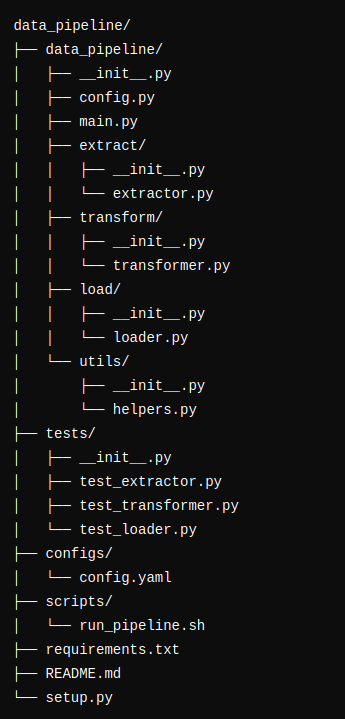 data_pipeline/
├── data_pipeline/
│   ├── __init__.py
│   ├── config.py
│   ├── main.py
│   ├── extract/
│   │   ├── __init__.py
│   │   └── extractor.py
│   ├── transform/
│   │   ├── __init__.py
│   │   └── transformer.py
│   ├── load/
│   │   ├── __init__.py
│   │   └── loader.py
│   └── utils/
│       ├── __init__.py
│       └── helpers.py
├── tests/
│   ├── __init__.py
│   ├── test_extractor.py
│   ├── test_transformer.py
│   └── test_loader.py
├── configs/
│   └── config.yaml
├── scripts/
│   └── run_pipeline.sh
├── requirements.txt
├── README.md
└── setup.py